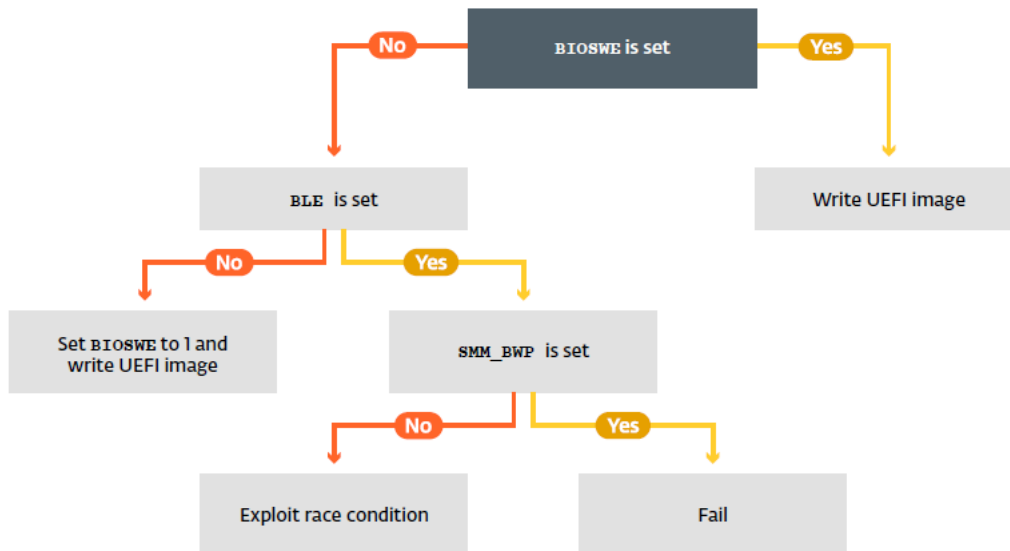 BIOSWE is set
No
Yes
BLE is set
Write UEFI image
No
Yes
Set BIOSWE to 1 and
write UEFI image
SMM_BWP is set
No
Yes
Exploit race condition
Fail